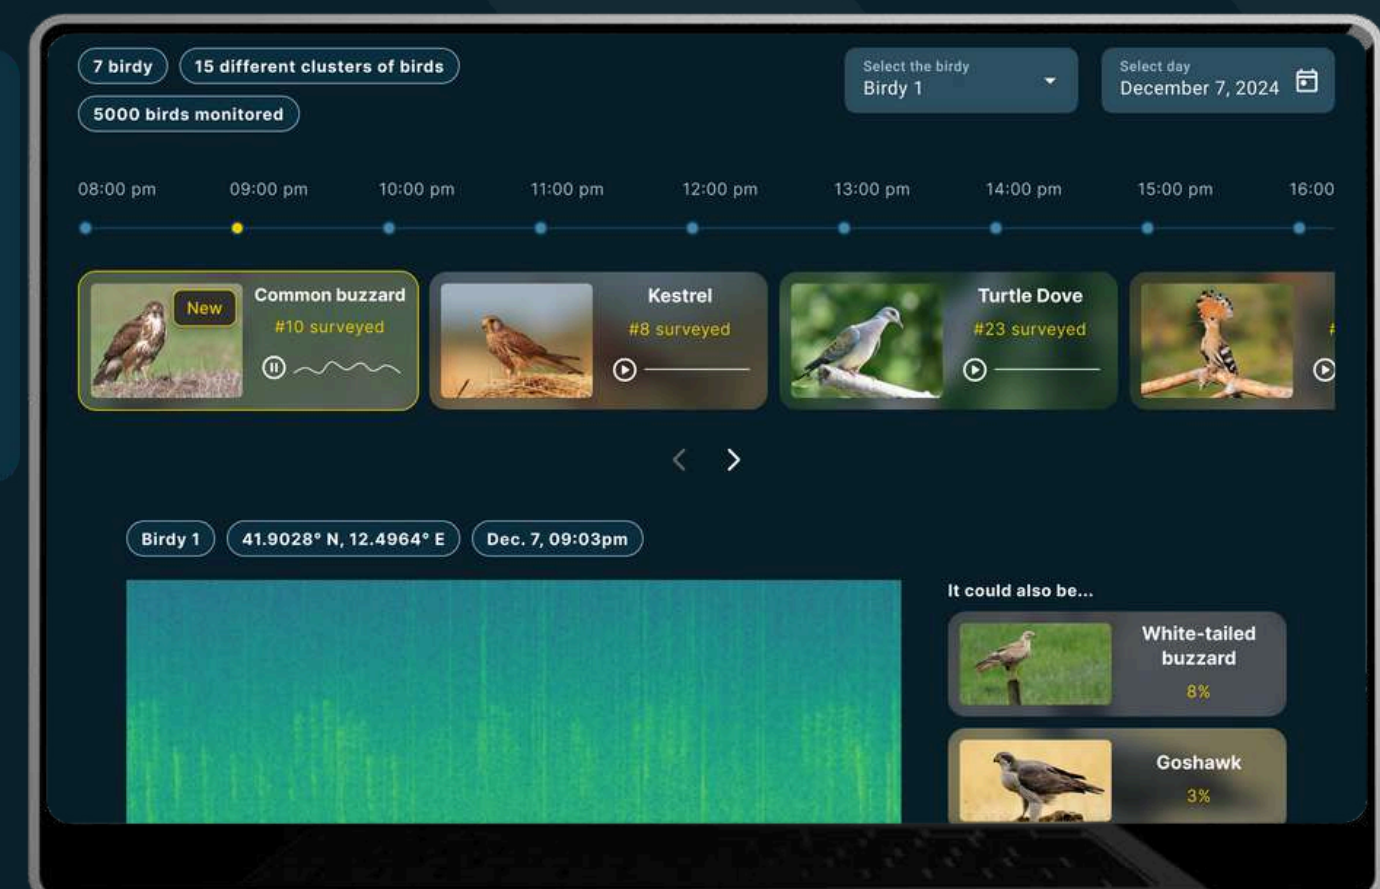 7 birdy
15 different clusters of birds
5000 birds monitored
Select the birdy
Birdy 1
Select day
December 7, 2024
08:00 pm
09:00 pm
10:00 pm
11:00 pm
12:00 pm
13:00 pm
14:00 pm
15:00 pm
16:00
New
Common buzzard
#10 surveyed
Kestrel
#8 surveyed
Turtle Dove
#23 surveyed
#
Birdy 1
41.9028° N, 12.4964° E
Dec. 7, 09:03pm
It could also be...
White-tailed
buzzard
8%
Goshawk
3%